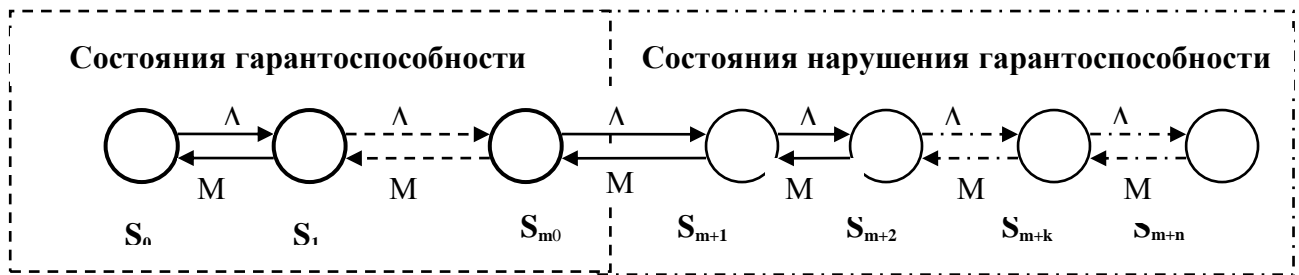 Состояния гарантоспособности
Состояния нарушения гарантоспособности
Λ Λ Λ Λ Λ Λ
M M M M M M
S₀ S₁ Sₘ₀ Sₘ₊₁ Sₘ₊₂ Sₘ₊ₖ Sₘ₊ₙ